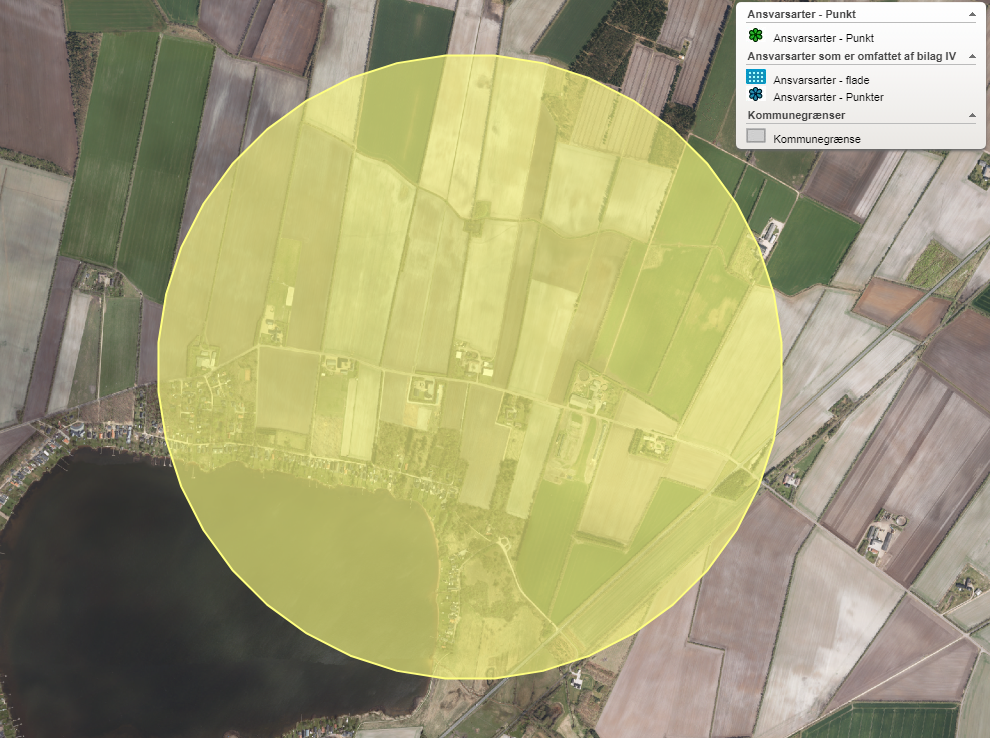 Ansvarsarter - Punkt
Ansvarsarter - Punkt
Ansvarsarter som er omfattet af bilag IV
Ansvarsarter - flade
Ansvarsarter - Punkter
Kommunegrænser
Kommunegrænse